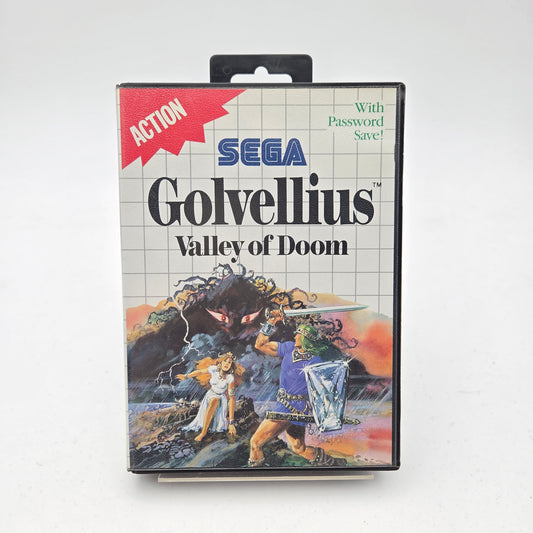 ACTION
With
Password
Save!
SEGA
Golvellius™
Valley of Doom